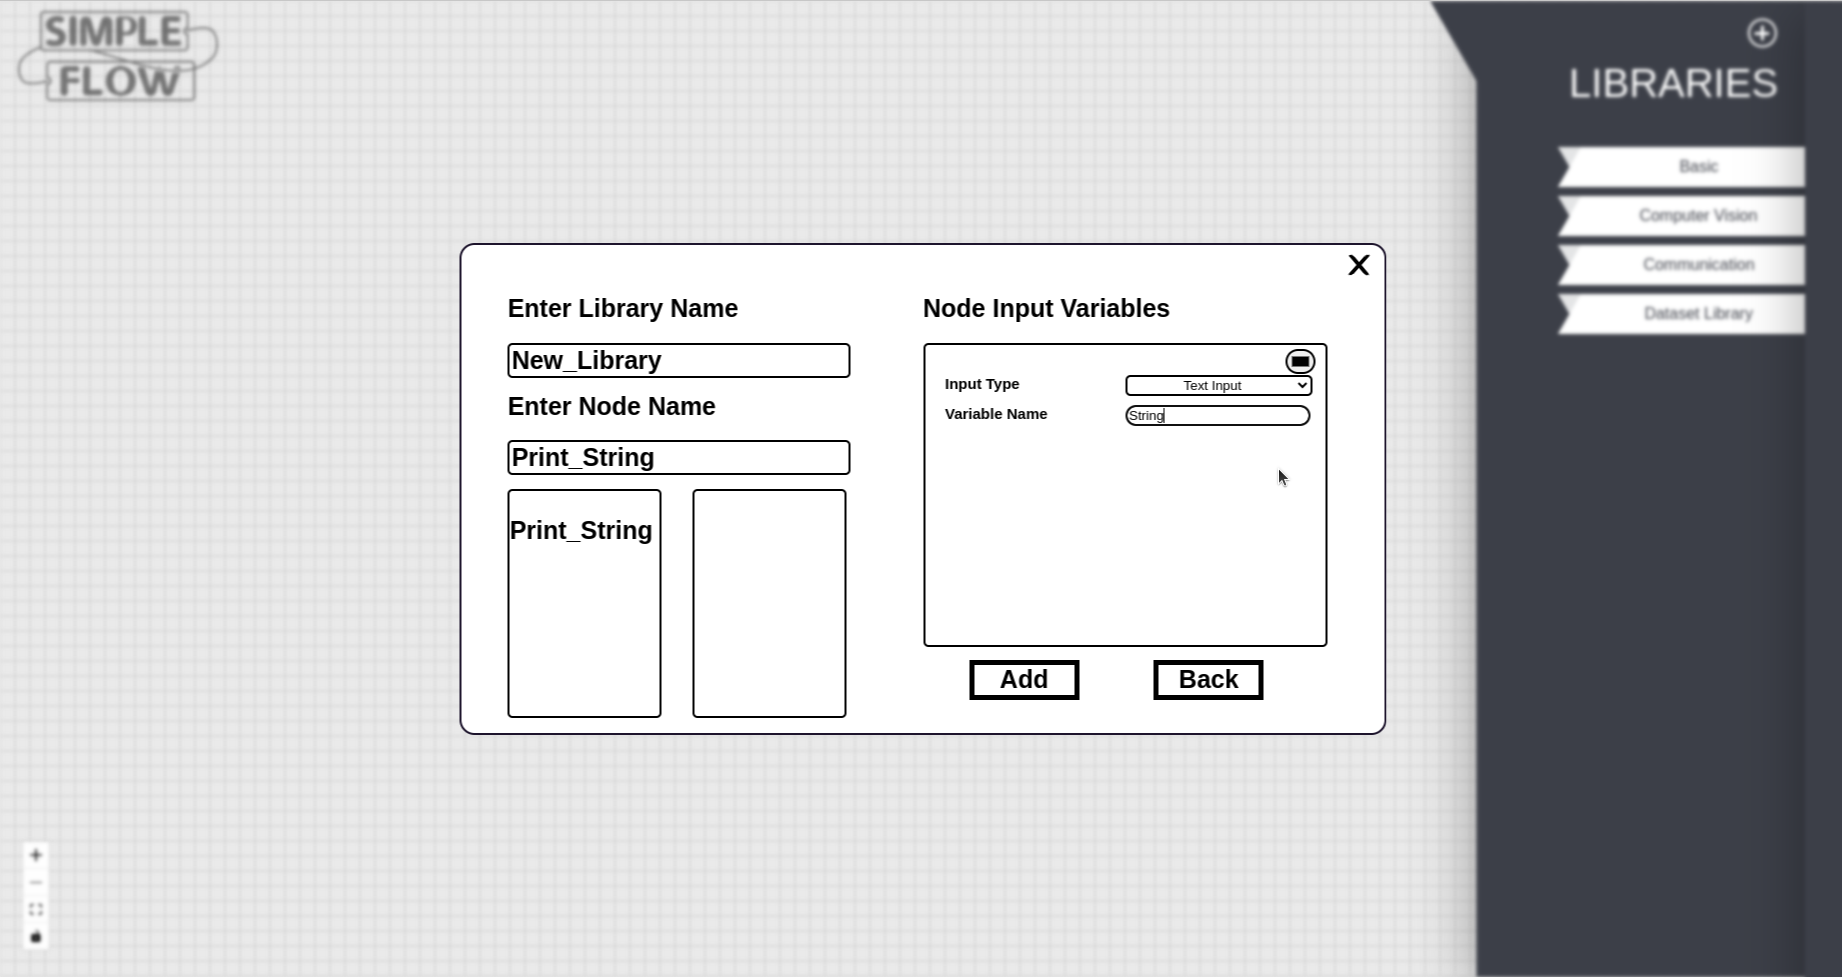 SIMPLE
FLOW
LIBRARIES
Basic
Computer Vision
Communication
Dataset Library
X
Enter Library Name
New_Library
Enter Node Name
Print_String
Print_String
Node Input Variables
Input Type
Text Input
Variable Name
String
Add
Back